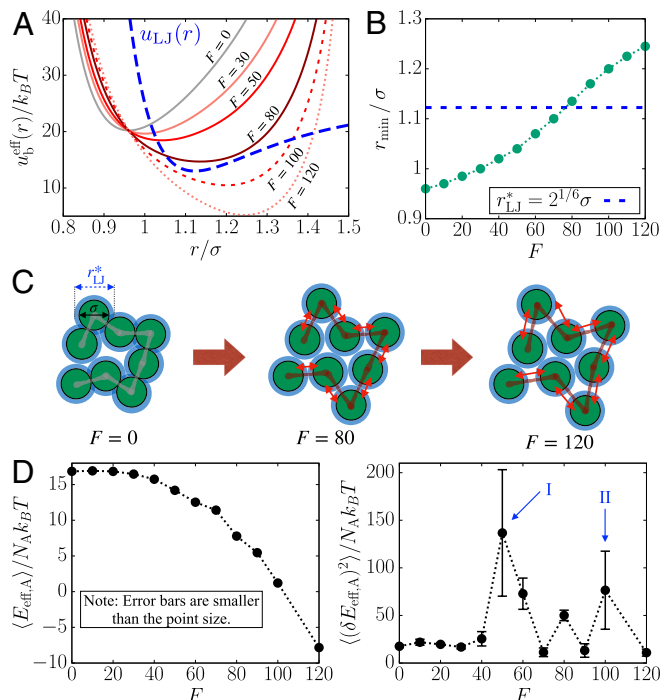 A
40
30
20
10
u_b^eff(r)/k_BT
u_LJ(r)
F = 0
F = 30
F = 50
F = 80
F = 100
F = 120
0.8 0.9 1 1.1 1.2 1.3 1.4 1.5
r/σ
B
1.3
1.2
1.1
1
0.9
r_min/σ
r*_LJ = 2^{1/6}σ
0 20 40 60 80 100 120
F
C
r*_LJ
σ
F = 0
F = 80
F = 120
D
15
10
5
0
−5
−10
⟨E_eff,A⟩/N_A k_BT
Note: Error bars are smaller
than the point size.
0 20 40 60 80 100 120
F
200
150
100
50
0
⟨(δE_eff,A)²⟩/N_A k_BT
I
II
0 20 40 60 80 100 120
F